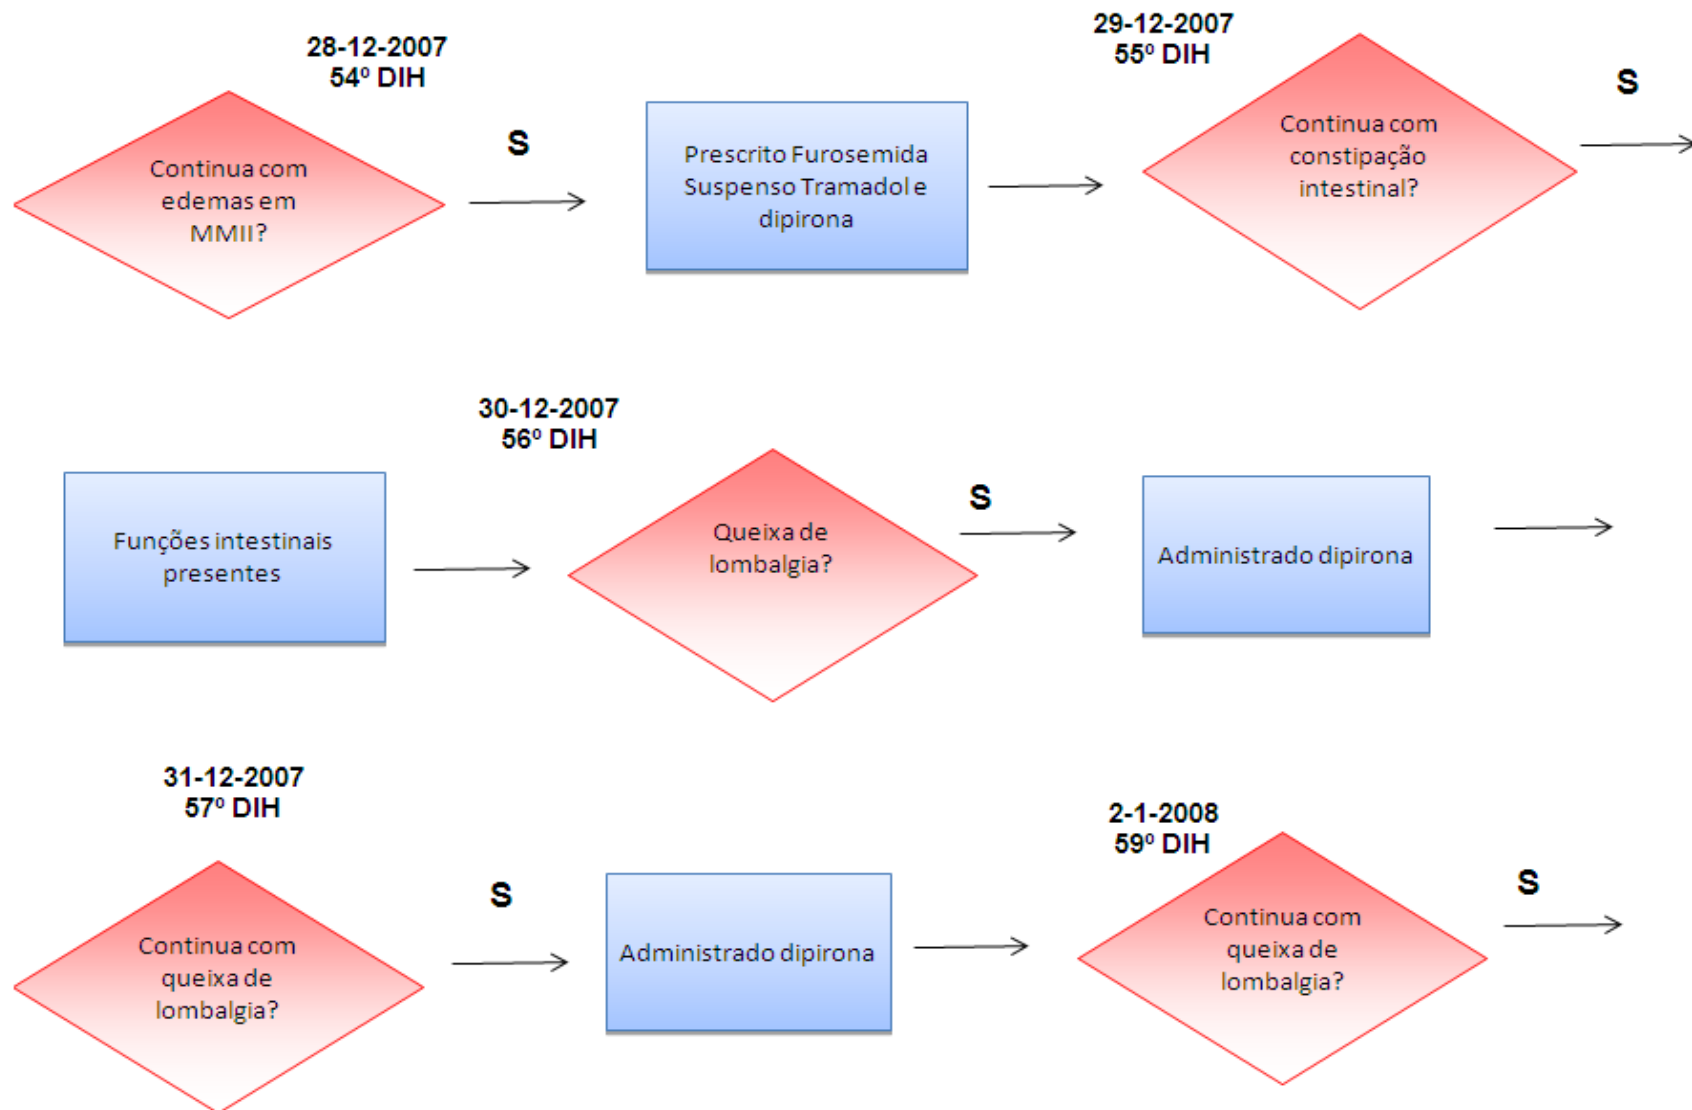 28-12-2007
54º DIH
Continua com
edemas em
MMII?
S
Prescrito Furosemida
Suspenso Tramadol e
dipirona
29-12-2007
55º DIH
Continua com
constipação
intestinal?
S
Funções intestinais
presentes
30-12-2007
56º DIH
Queixa de
lombalgia?
S
Administrado dipirona
31-12-2007
57º DIH
Continua com
queixa de
lombalgia?
S
Administrado dipirona
2-1-2008
59º DIH
Continua com
queixa de
lombalgia?
S